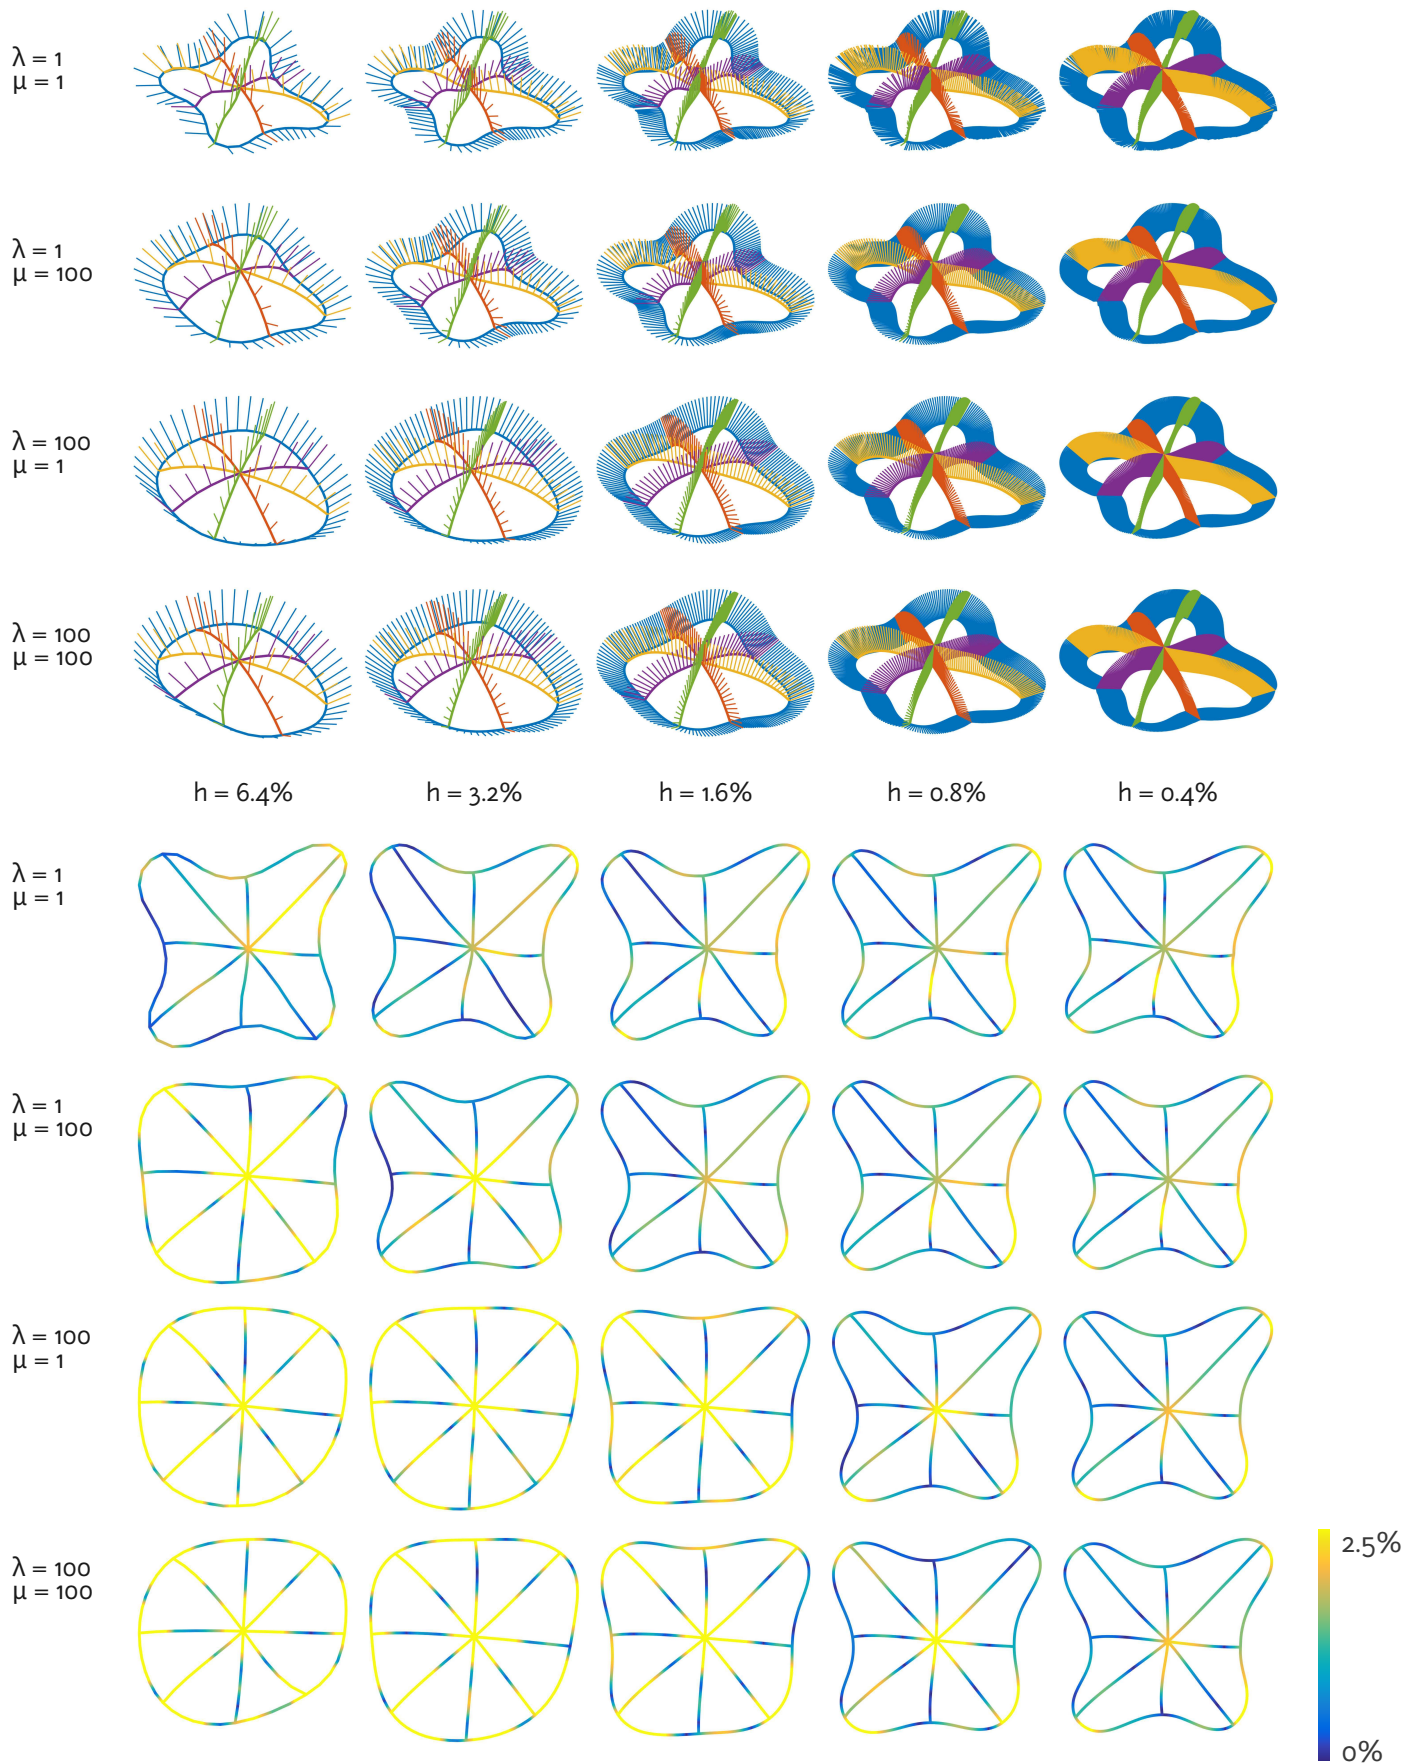 λ = 1
μ = 1
λ = 1
μ = 100
λ = 100
μ = 1
λ = 100
μ = 100
h = 6.4% h = 3.2% h = 1.6% h = 0.8% h = 0.4%
λ = 1
μ = 1
λ = 1
μ = 100
λ = 100
μ = 1
λ = 100
μ = 100
2.5%
0%